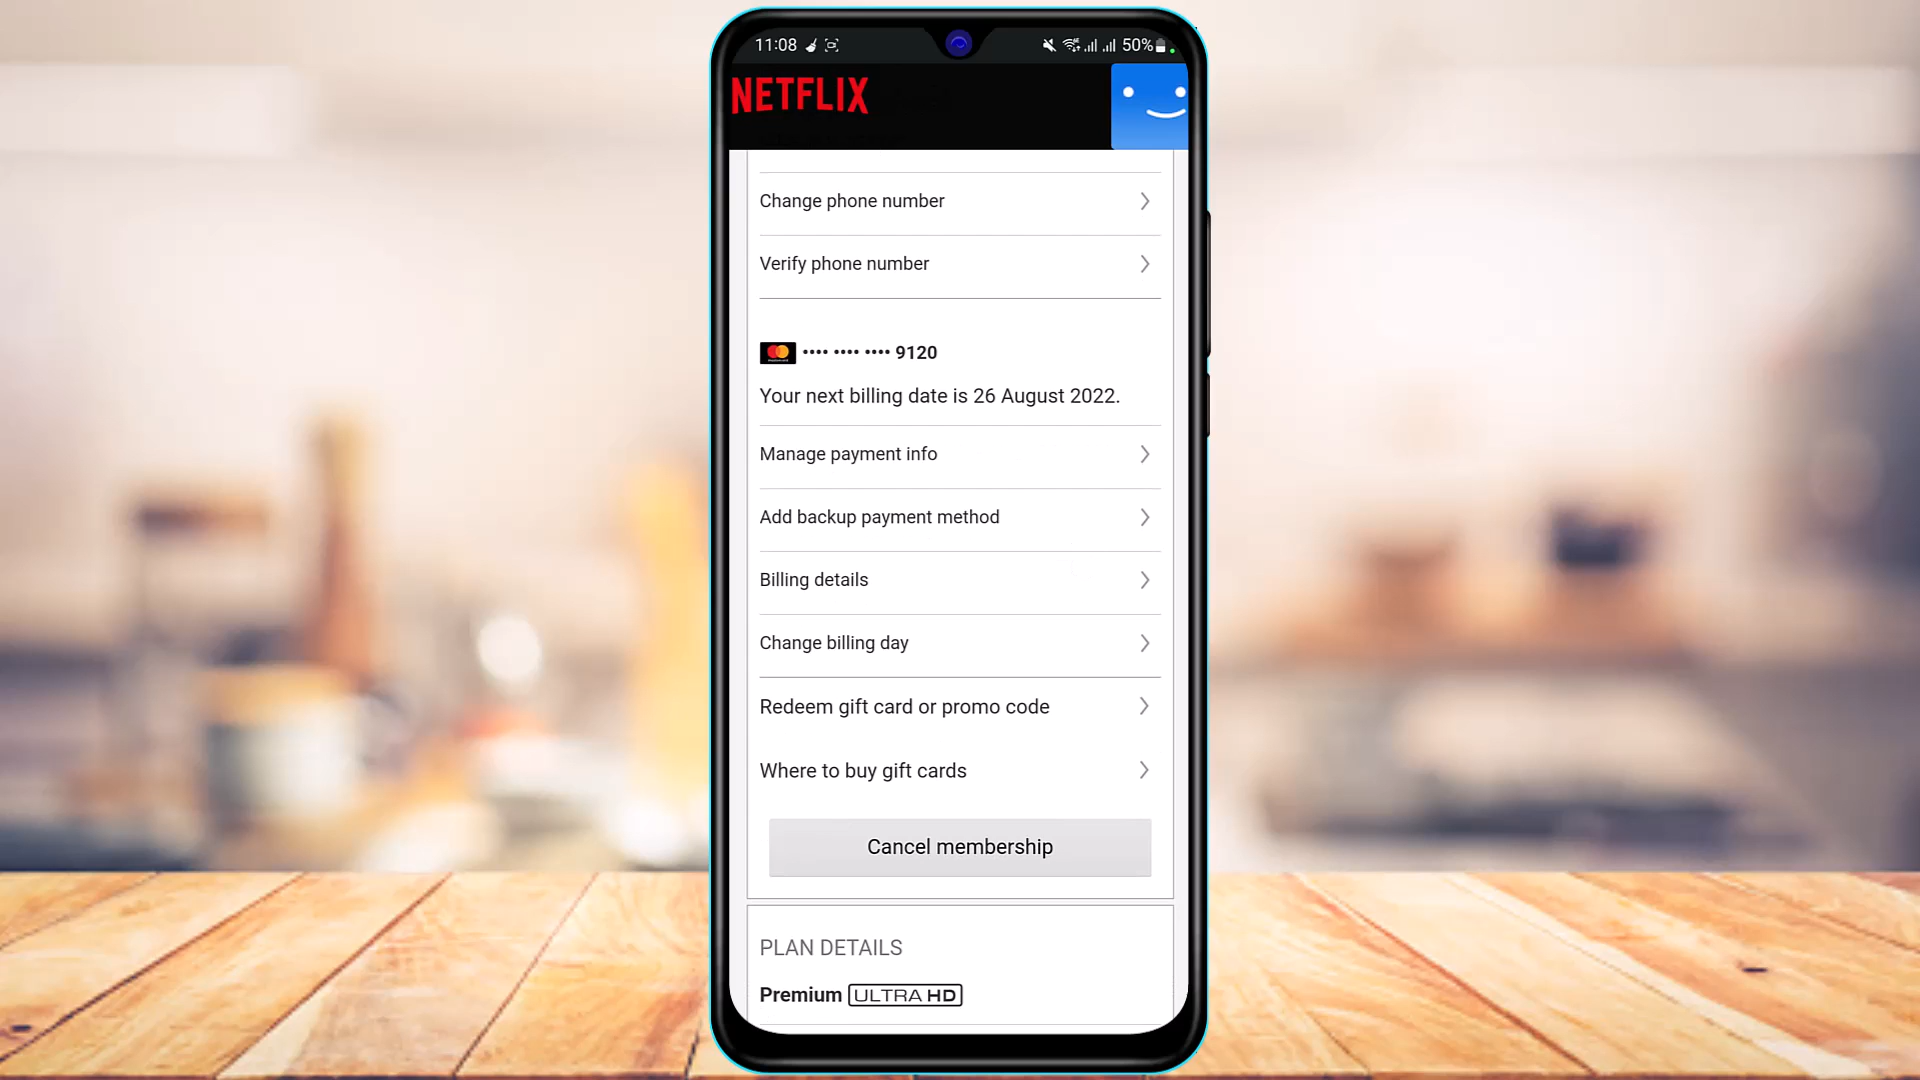 11:08 50%
NETFLIX
Change phone number
Verify phone number
•••• •••• •••• 9120
Your next billing date is 26 August 2022.
Manage payment info
Add backup payment method
Billing details
Change billing day
Redeem gift card or promo code
Where to buy gift cards
Cancel membership
PLAN DETAILS
Premium ULTRA HD